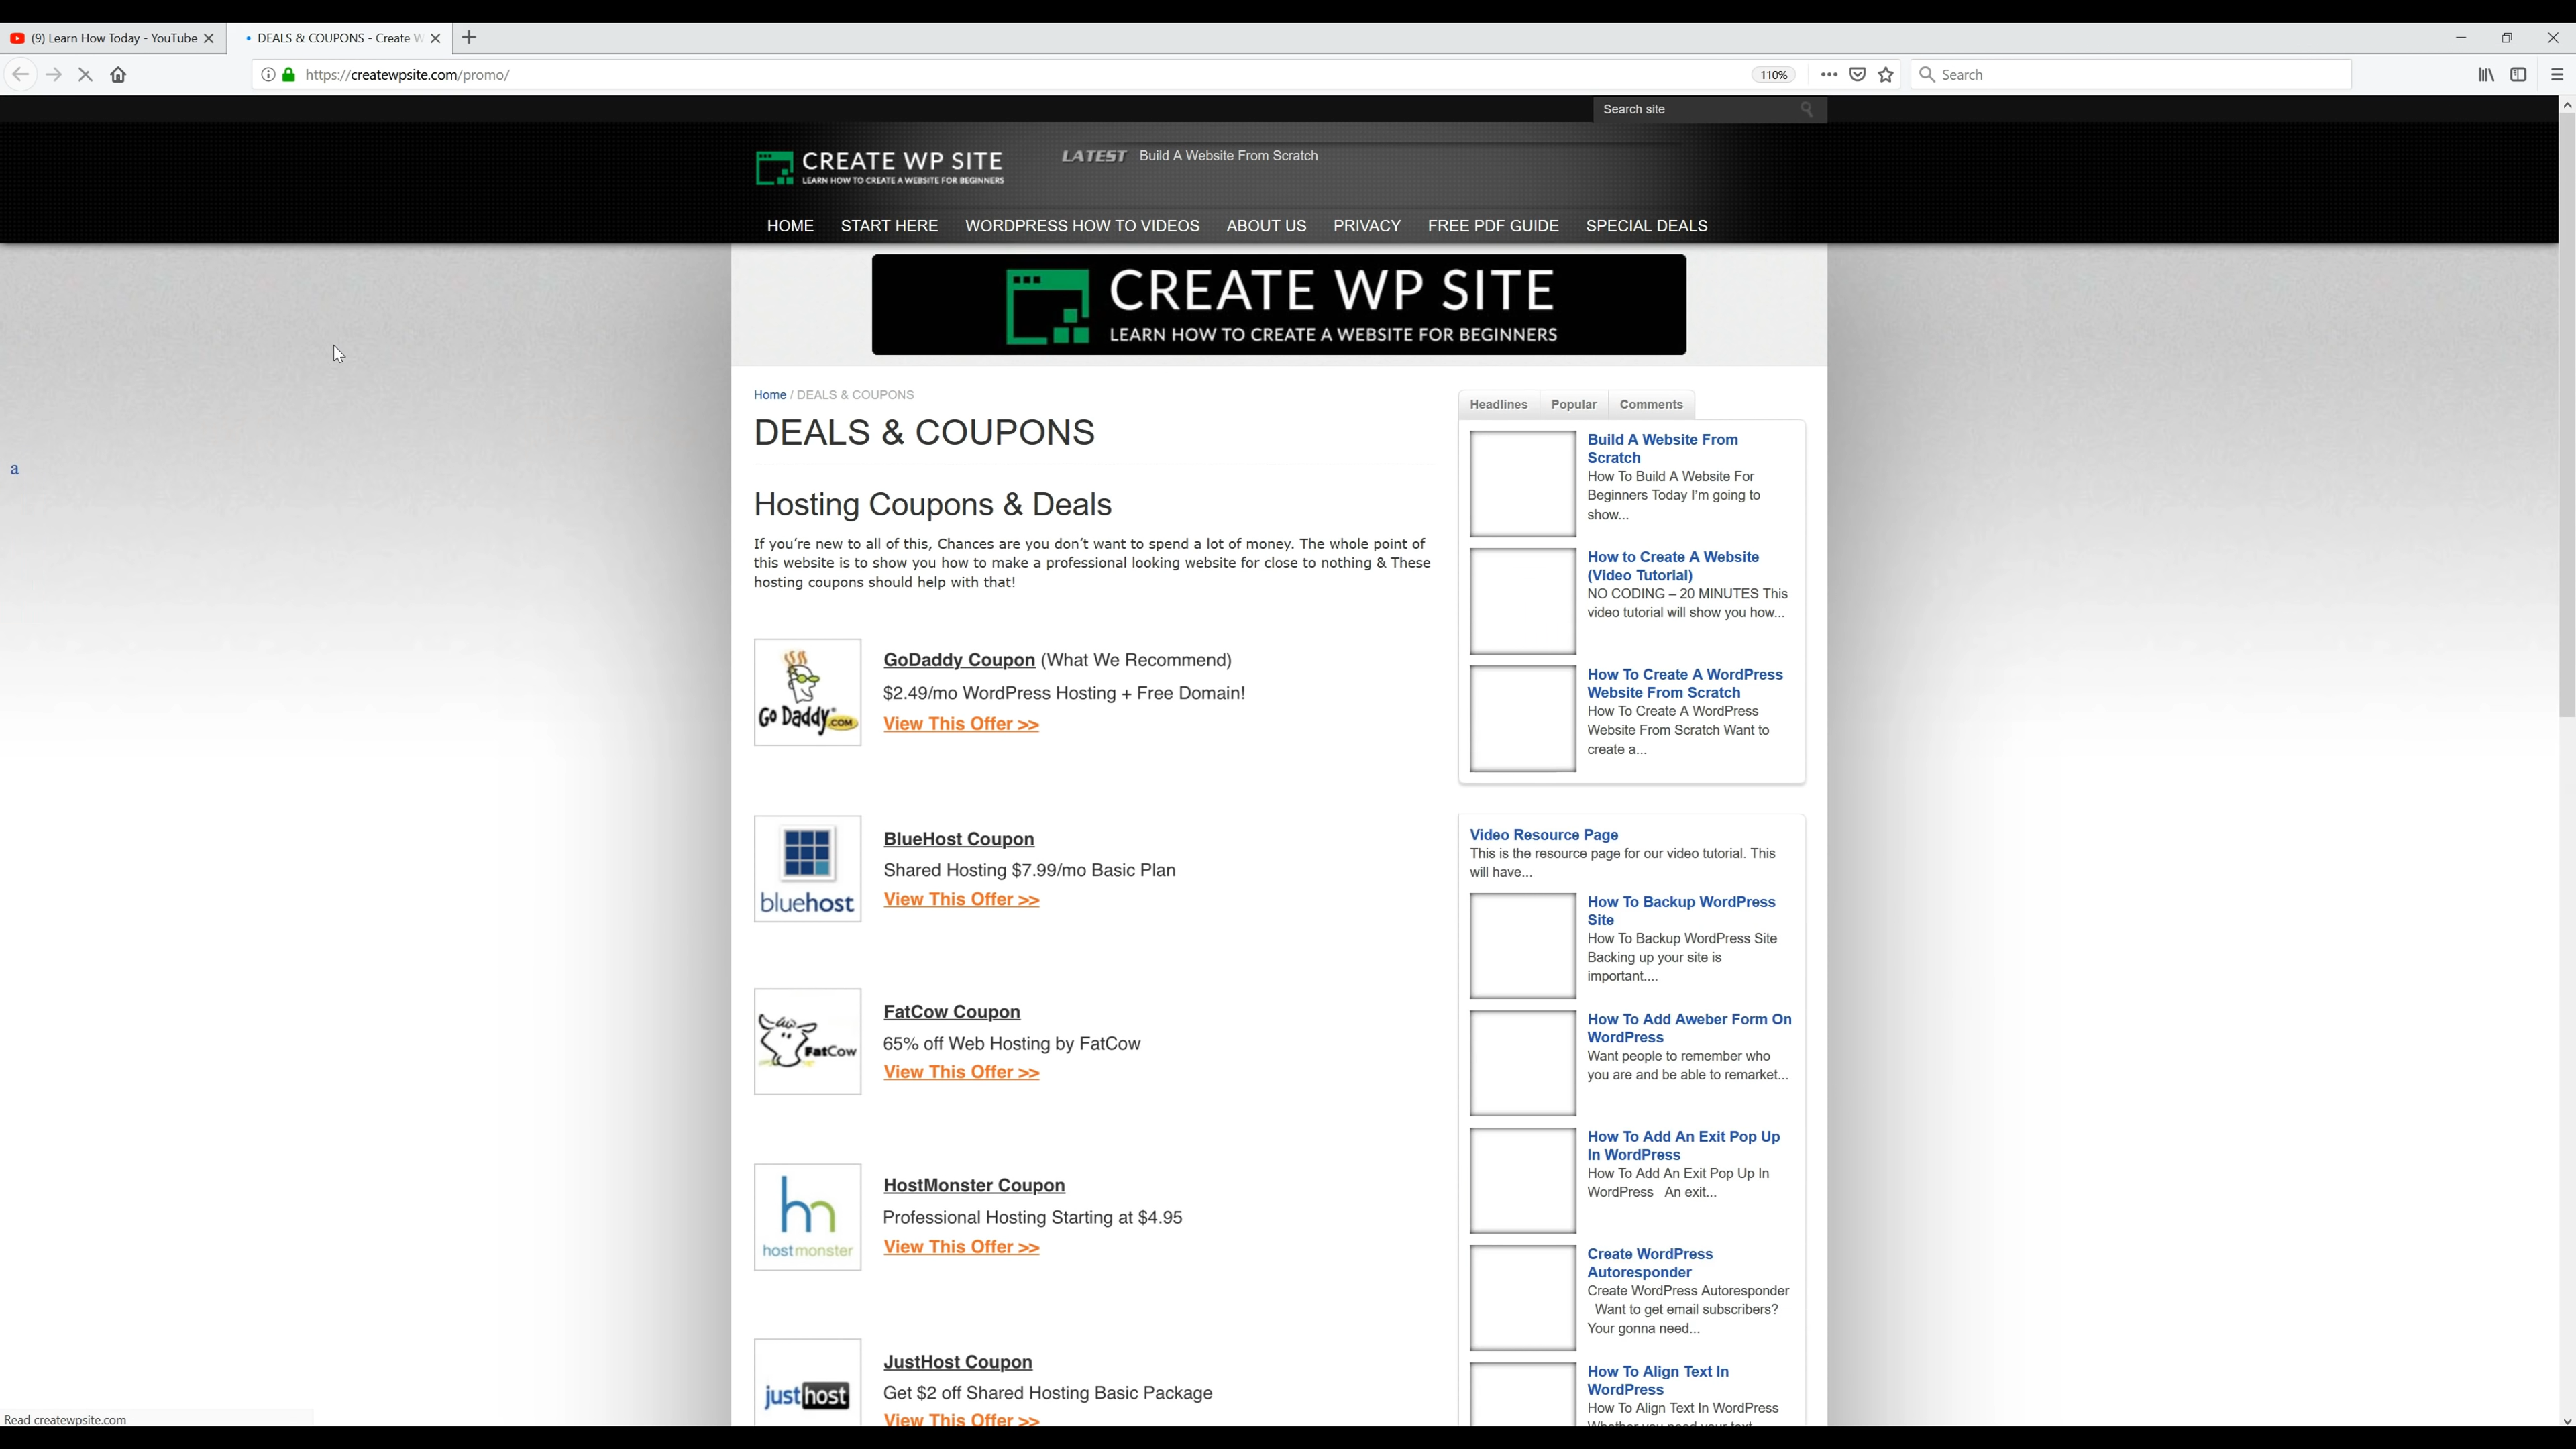 (9) Learn How Today - YouTube
DEALS & COUPONS - Create W
https://createwpsite.com/promo/
110%
Search
Search site
CREATE WP SITE
LEARN HOW TO CREATE A WEBSITE FOR BEGINNERS
LATEST Build A Website From Scratch
HOME START HERE WORDPRESS HOW TO VIDEOS ABOUT US PRIVACY FREE PDF GUIDE SPECIAL DEALS
CREATE WP SITE
LEARN HOW TO CREATE A WEBSITE FOR BEGINNERS
a
Home / DEALS & COUPONS
DEALS & COUPONS
Hosting Coupons & Deals
If you're new to all of this, Chances are you don't want to spend a lot of money. The whole point of
this website is to show you how to make a professional looking website for close to nothing & These
hosting coupons should help with that!
Go Daddy.COM
GoDaddy Coupon (What We Recommend)
$2.49/mo WordPress Hosting + Free Domain!
View This Offer >>
bluehost
BlueHost Coupon
Shared Hosting $7.99/mo Basic Plan
View This Offer >>
FatCow
FatCow Coupon
65% off Web Hosting by FatCow
View This Offer >>
hn
hostmonster
HostMonster Coupon
Professional Hosting Starting at $4.95
View This Offer >>
justhost
JustHost Coupon
Get $2 off Shared Hosting Basic Package
View This Offer >>
Headlines Popular Comments
Build A Website From
Scratch
How To Build A Website For
Beginners Today I'm going to
show...
How to Create A Website
(Video Tutorial)
NO CODING – 20 MINUTES This
video tutorial will show you how...
How To Create A WordPress
Website From Scratch
How To Create A WordPress
Website From Scratch Want to
create a...
Video Resource Page
This is the resource page for our video tutorial. This
will have...
How To Backup WordPress
Site
How To Backup WordPress Site
Backing up your site is
important....
How To Add Aweber Form On
WordPress
Want people to remember who
you are and be able to remarket...
How To Add An Exit Pop Up
In WordPress
How To Add An Exit Pop Up In
WordPress An exit...
Create WordPress
Autoresponder
Create WordPress Autoresponder
Want to get email subscribers?
Your gonna need...
How To Align Text In
WordPress
How To Align Text In WordPress
Whether you need your text
Read createwpsite.com